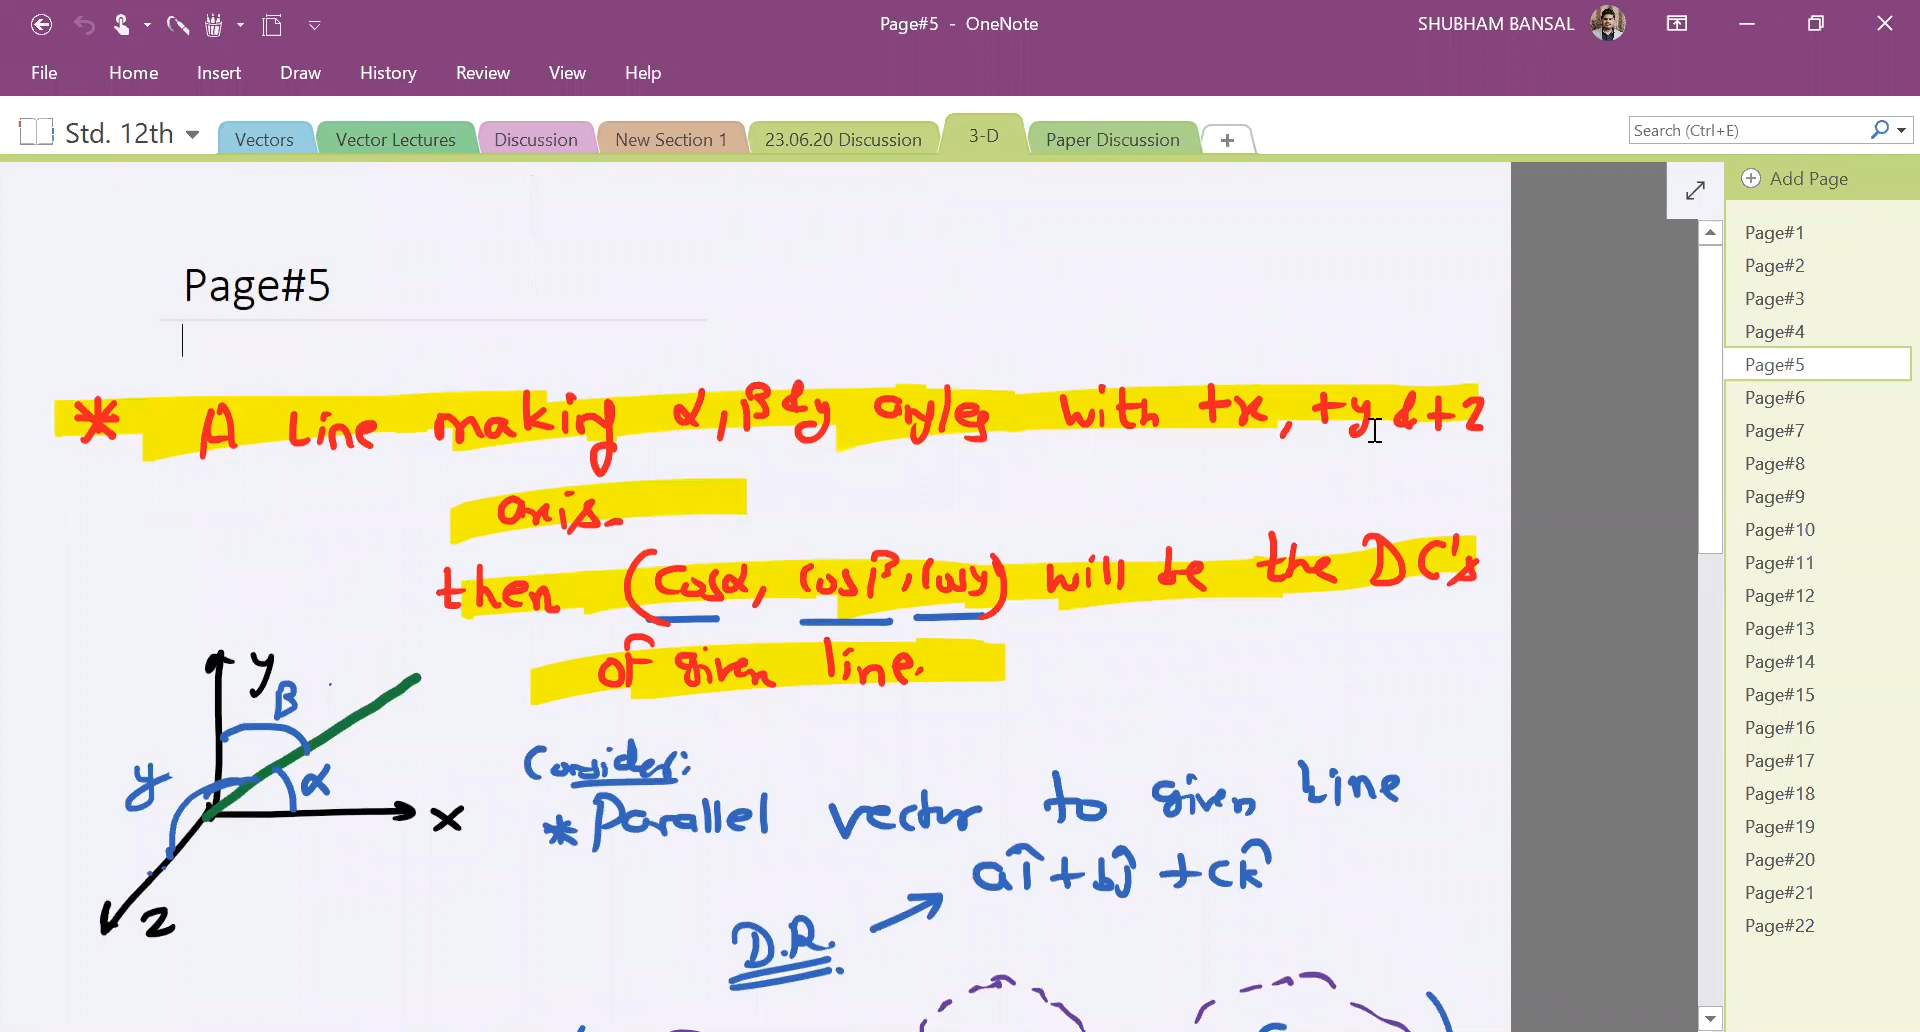 Page#5 - OneNote
SHUBHAM BANSAL
File Home Insert Draw History Review View Help
Std. 12th
Vectors
Vector Lectures
Discussion
New Section 1
23.06.20 Discussion
3-D
Paper Discussion
Search (Ctrl+E)
Add Page
Page#5
* A Line making α, β & γ angles with +x, +y & +z
axis.
then (cosα, cosβ, cosγ) will be the DC's
of given line.
y
β
γ
α
x
z
Consider:
* Parallel vector to given line
aî + bĵ + ck̂
D.R.
Page#1
Page#2
Page#3
Page#4
Page#5
Page#6
Page#7
Page#8
Page#9
Page#10
Page#11
Page#12
Page#13
Page#14
Page#15
Page#16
Page#17
Page#18
Page#19
Page#20
Page#21
Page#22